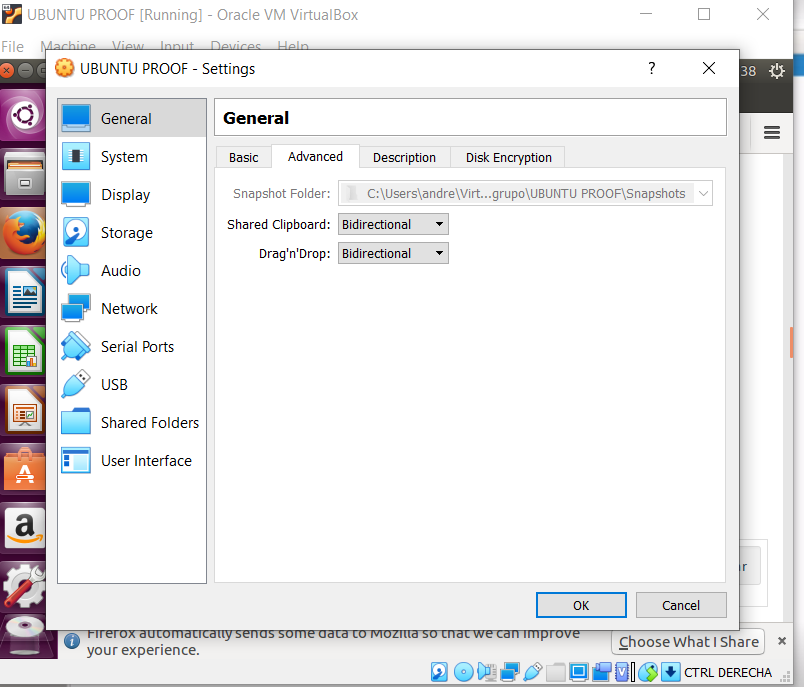 UBUNTU PROOF [Running] - Oracle VM VirtualBox
File Machine View Input Devices Help
UBUNTU PROOF - Settings
?
38
General
System
Display
Storage
Audio
Network
Serial Ports
USB
Shared Folders
User Interface
General
Basic Advanced Description Disk Encryption
Snapshot Folder: C:\Users\andre\Virt...grupo\UBUNTU PROOF\Snapshots
Shared Clipboard: Bidirectional
Drag'n'Drop: Bidirectional
OK Cancel
ar
Firefox automatically sends some data to Mozilla so that we can improve
your experience.
Choose What I Share
CTRL DERECHA